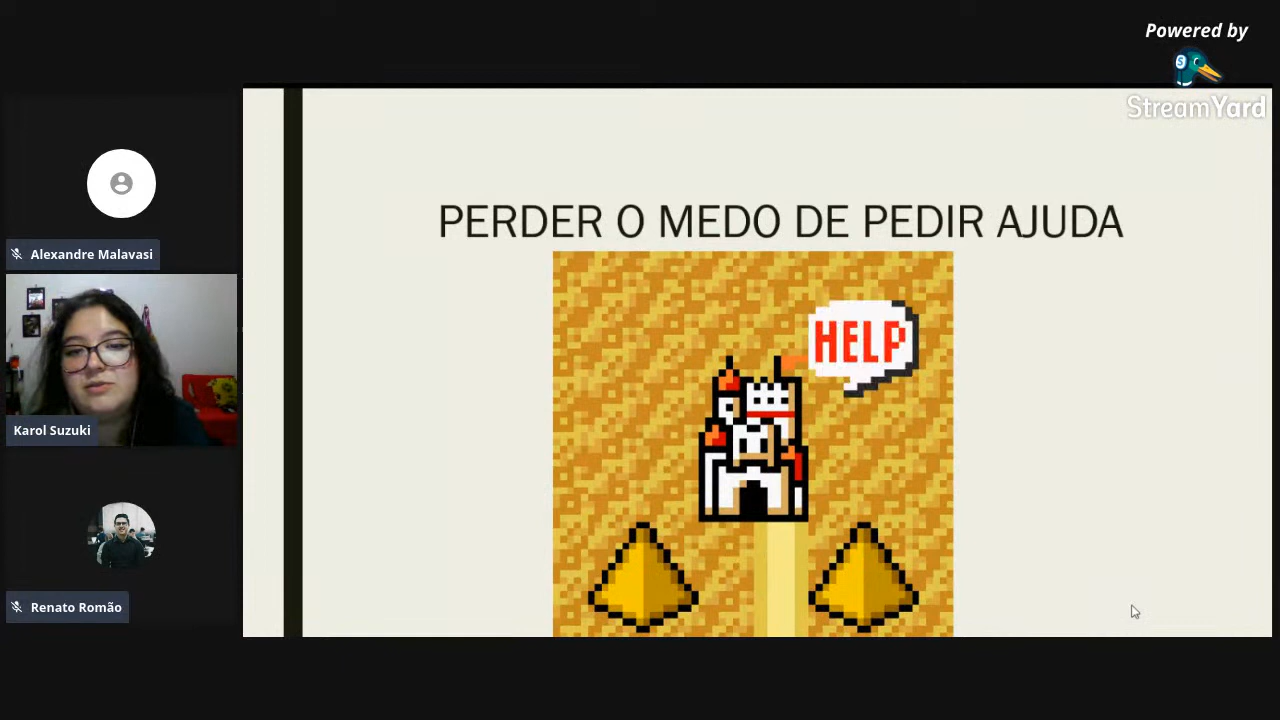 Powered by
StreamYard
Alexandre Malavasi
Karol Suzuki
Renato Romão
PERDER O MEDO DE PEDIR AJUDA
HELP